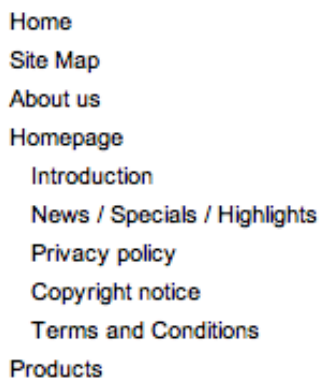 Home
Site Map
About us
Homepage
Introduction
News / Specials / Highlights
Privacy policy
Copyright notice
Terms and Conditions
Products